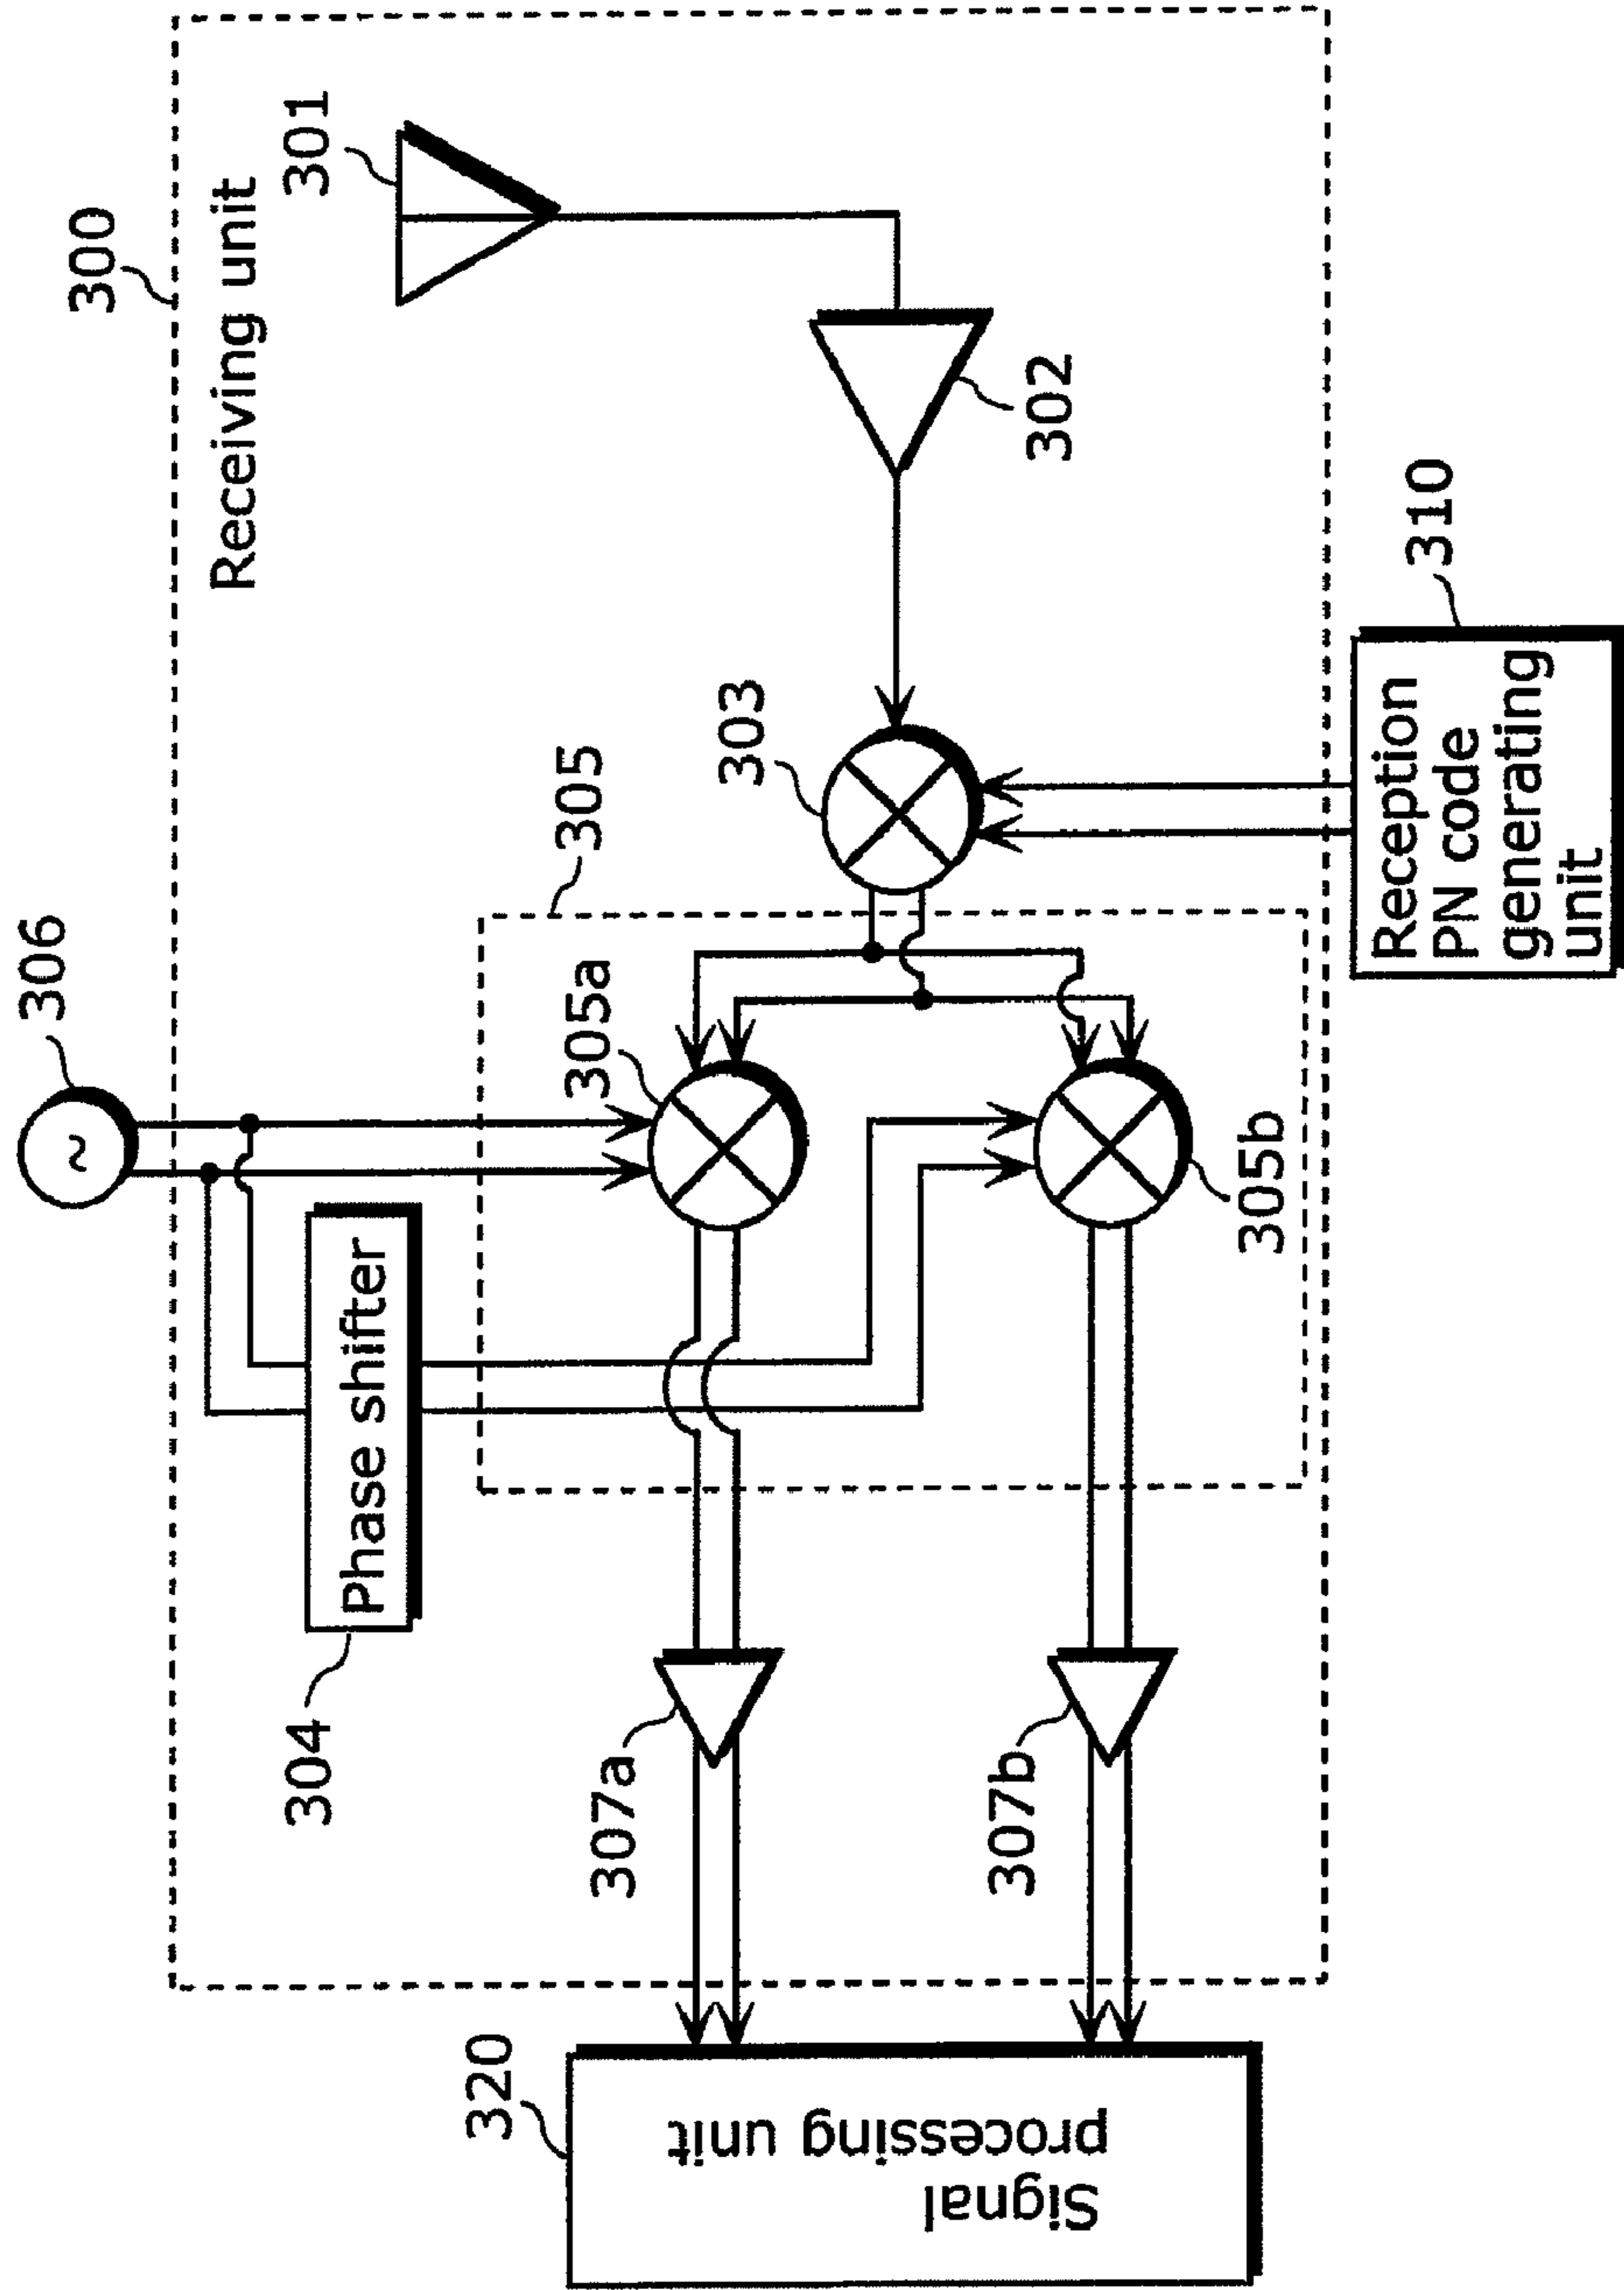 300
Receiving unit
301
302
303
305
306
305a
305b
Phase shifter
304
307a
307b
Reception
PN code
generating
unit
310
320
Signal
processing unit
~